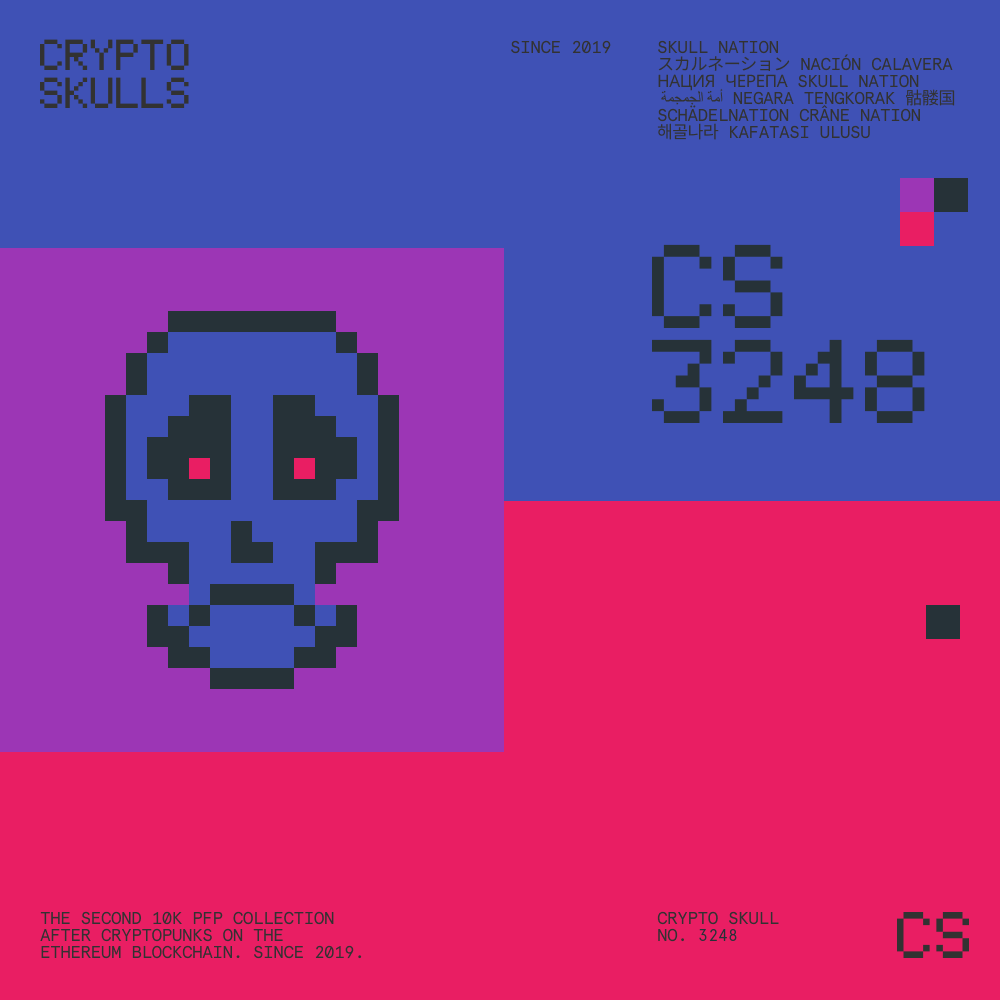 CRYPTO
SKULLS
SINCE 2019
SKULL NATION
スカルネーション NACIÓN CALAVERA
НАЦИЯ ЧЕРЕПА SKULL NATION
أمة الجمجمة NEGARA TENGKORAK 骷髅国
SCHÄDELNATION CRÂNE NATION
해골나라 KAFATASI ULUSU
CS
3248
THE SECOND 10K PFP COLLECTION
AFTER CRYPTOPUNKS ON THE
ETHEREUM BLOCKCHAIN. SINCE 2019.
CRYPTO SKULL
NO. 3248
CS